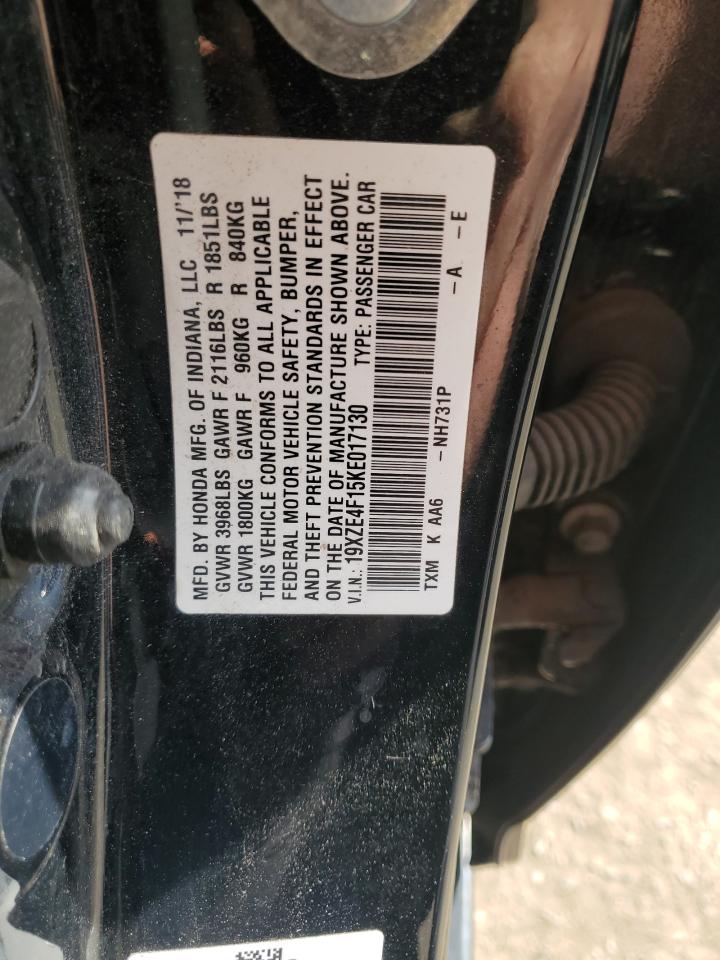 MFD. BY HONDA MFG. OF INDIANA, LLC 11/'18
GVWR 3968LBS GAWR F 2116LBS R 1851LBS
GVWR 1800KG GAWR F 960KG R 840KG
THIS VEHICLE CONFORMS TO ALL APPLICABLE
FEDERAL MOTOR VEHICLE SAFETY, BUMPER,
AND THEFT PREVENTION STANDARDS IN EFFECT
ON THE DATE OF MANUFACTURE SHOWN ABOVE.
V.I.N.: 19XZE4F15KE017130 TYPE: PASSENGER CAR
TXM K AA6 -NH731P -A -E